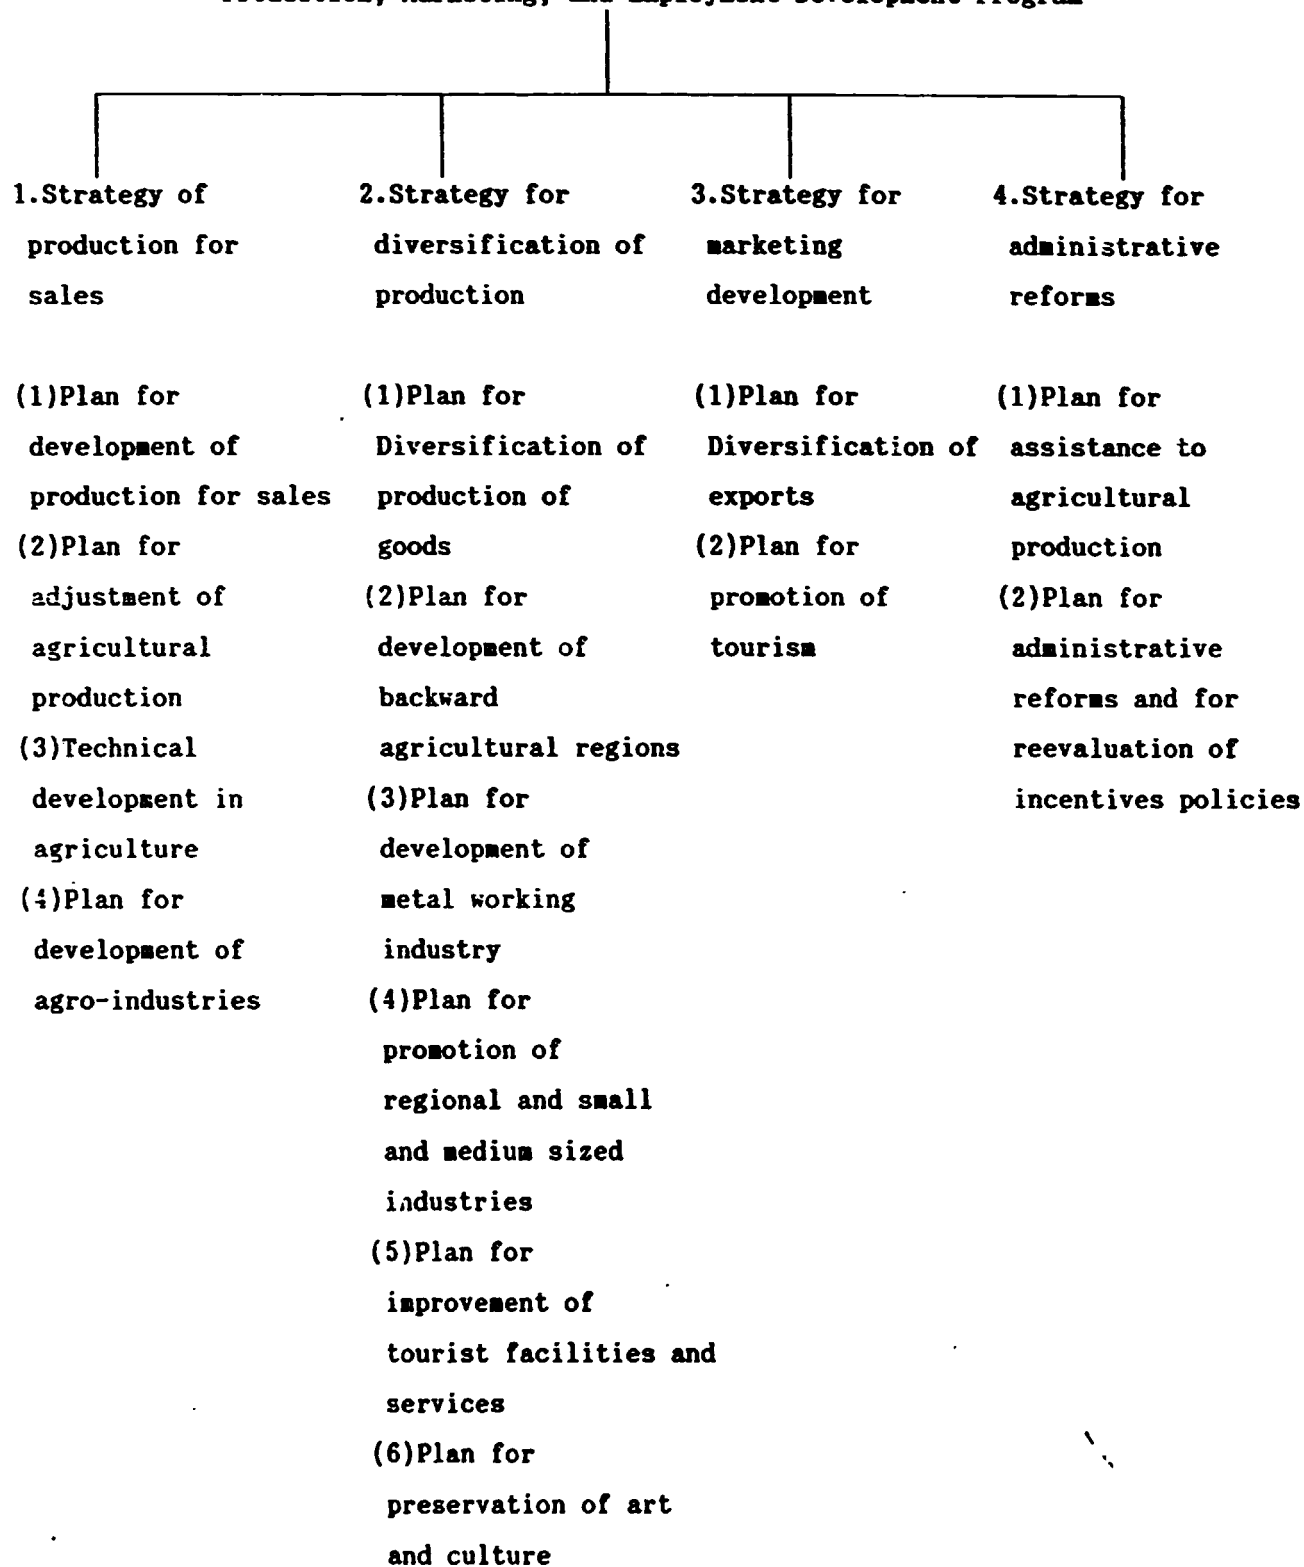 Production, Marketing, and Employment Development Program
1.Strategy of
production for
sales
(1)Plan for
development of
production for sales
(2)Plan for
adjustment of
agricultural
production
(3)Technical
development in
agriculture
(4)Plan for
development of
agro-industries
2.Strategy for
diversification of
production
(1)Plan for
Diversification of
production of
goods
(2)Plan for
development of
backward
agricultural regions
(3)Plan for
development of
metal working
industry
(4)Plan for
promotion of
regional and small
and medium sized
industries
(5)Plan for
improvement of
tourist facilities and
services
(6)Plan for
preservation of art
and culture
3.Strategy for
marketing
development
(1)Plan for
Diversification of
exports
(2)Plan for
promotion of
tourism
4.Strategy for
administrative
reforms
(1)Plan for
assistance to
agricultural
production
(2)Plan for
administrative
reforms and for
reevaluation of
incentives policies